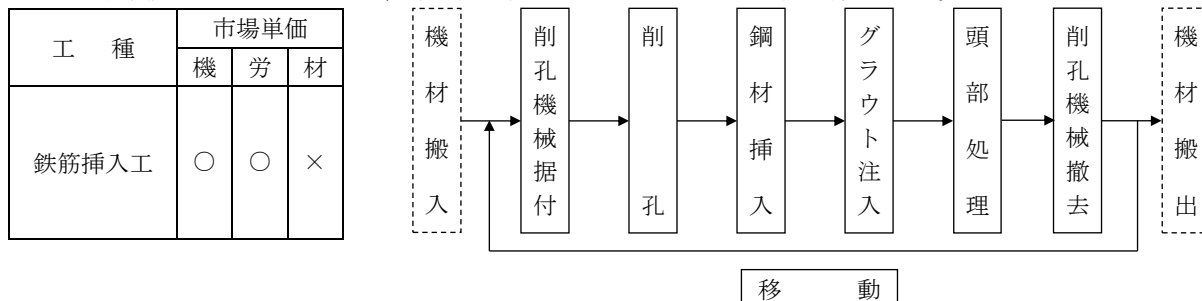 工　種
市場単価
機　労　材
鉄筋挿入工　○　○　×
機材搬入
削孔機械据付
削孔
鋼材挿入
グラウト注入
頭部処理
削孔機械撤去
機材搬出
移　動